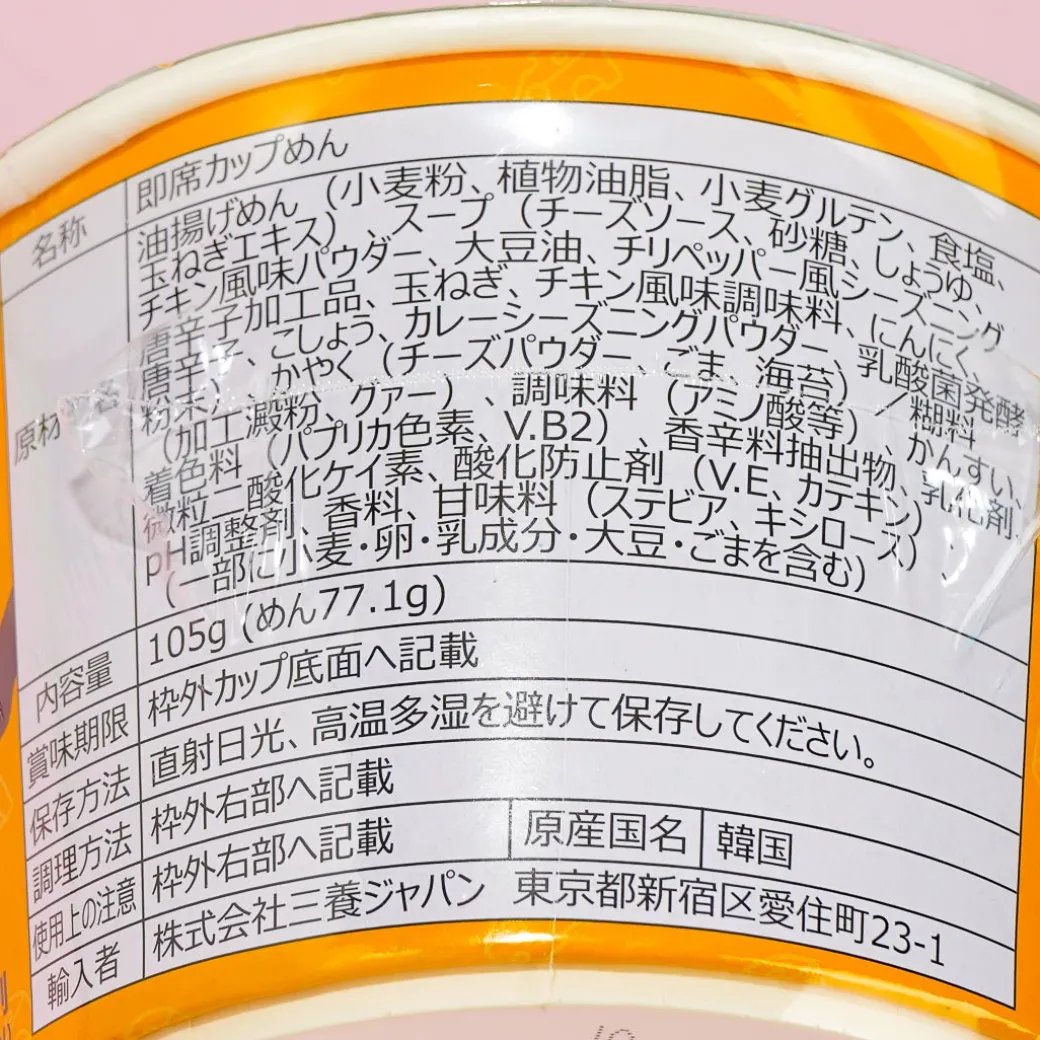 名称 即席カップめん
原材 名 油揚げめん（小麦粉、植物油脂、小麦グルテン、食塩、
玉ねぎエキス）、スープ（チーズソース、砂糖、しょうゆ、
チキン風味パウダー、大豆油、チリペッパー風シーズニング
唐辛子加工品、玉ねぎ、チキン風味調味料、にんにく、
唐辛子、こしょう、カレーシーズニングパウダー、乳酸菌発酵
粉末）、かやく（チーズパウダー、ごま、海苔）／糊料
（加工澱粉、グァー）、調味料（アミノ酸等）、かんすい、
着色料（パプリカ色素、V.B2）、香辛料抽出物、乳化剤、
微粒二酸化ケイ素、酸化防止剤（V.E、カテキン）、
pH調整剤、香料、甘味料（ステビア、キシロース）、
（一部に小麦・卵・乳成分・大豆・ごまを含む）
内容量 105g（めん77.1g）
賞味期限 枠外カップ底面へ記載
保存方法 直射日光、高温多湿を避けて保存してください。
調理方法 枠外右部へ記載
使用上の注意 枠外右部へ記載 原産国名 韓国
輸入者 株式会社三養ジャパン 東京都新宿区愛住町23-1